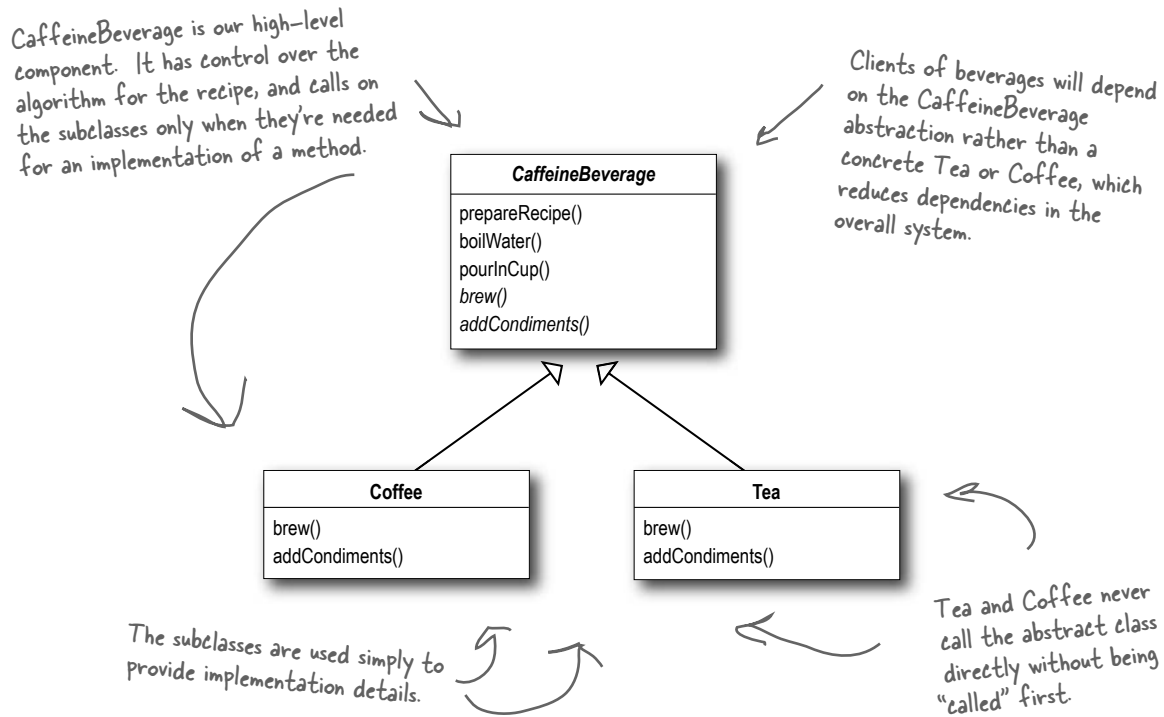 CaffeineBeverage is our high-level
component. It has control over the
algorithm for the recipe, and calls on
the subclasses only when they're needed
for an implementation of a method.
Clients of beverages will depend
on the CaffeineBeverage
abstraction rather than a
concrete Tea or Coffee, which
reduces dependencies in the
overall system.
CaffeineBeverage
prepareRecipe()
boilWater()
pourInCup()
brew()
addCondiments()
Coffee
brew()
addCondiments()
Tea
brew()
addCondiments()
The subclasses are used simply to
provide implementation details.
Tea and Coffee never
call the abstract class
directly without being
“called” first.